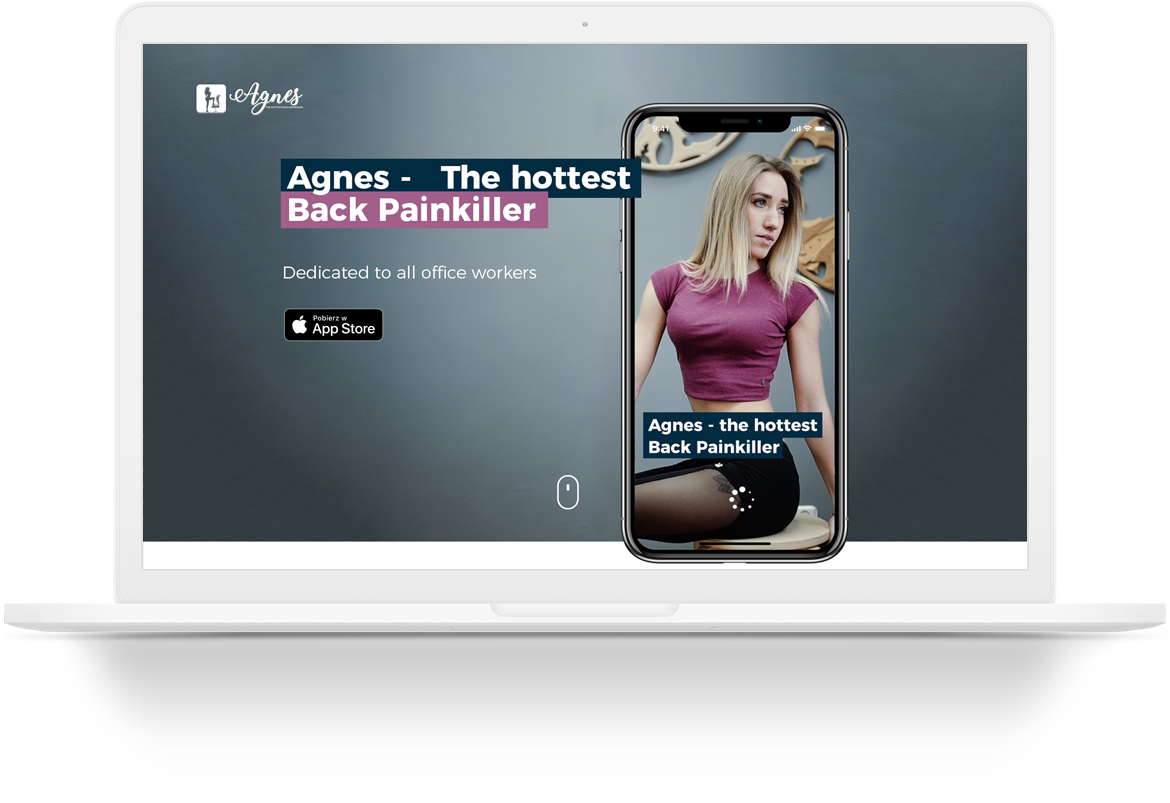 Agnes
Agnes - The hottest
Back Painkiller
Dedicated to all office workers
Pobierz w
App Store
9:41
Agnes - the hottest
Back Painkiller